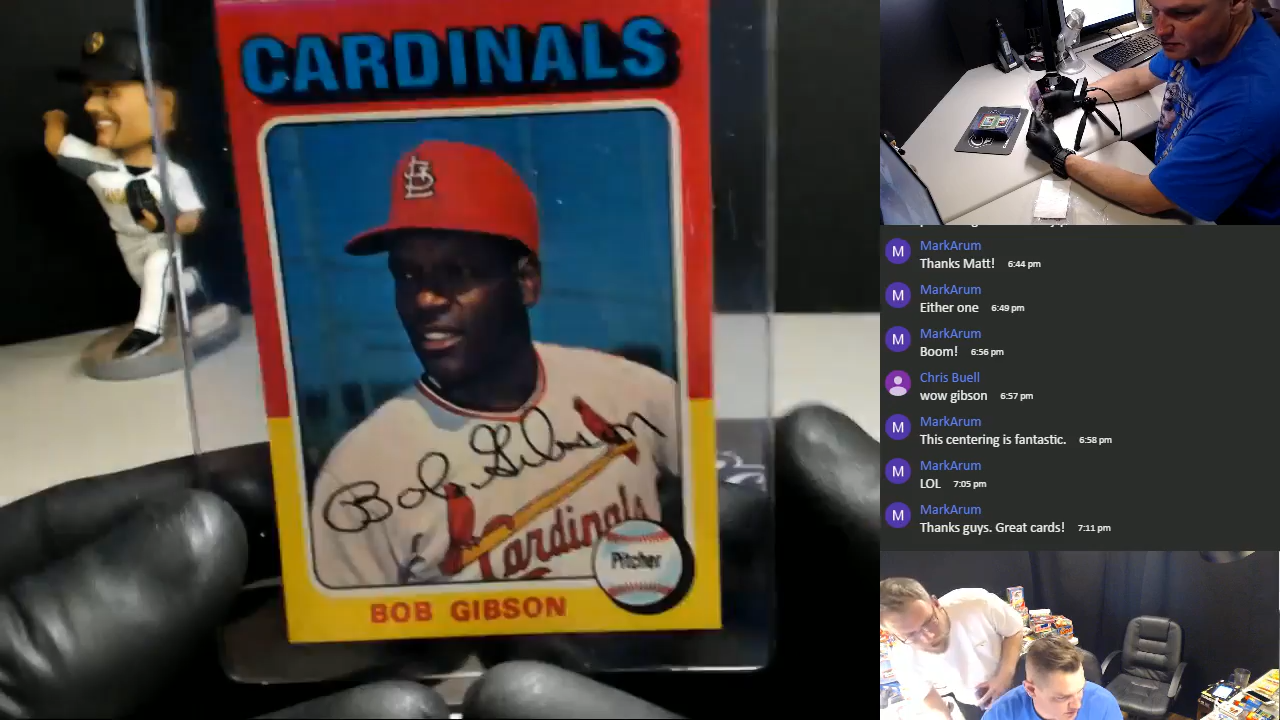 CARDINALS
Bob Gibson
Cardinals
Pitcher
BOB GIBSON
MarkArum
Thanks Matt! 6:44 pm
MarkArum
Either one 6:49 pm
MarkArum
Boom! 6:56 pm
Chris Buell
wow gibson 6:57 pm
MarkArum
This centering is fantastic. 6:58 pm
MarkArum
LOL 7:05 pm
MarkArum
Thanks guys. Great cards! 7:11 pm